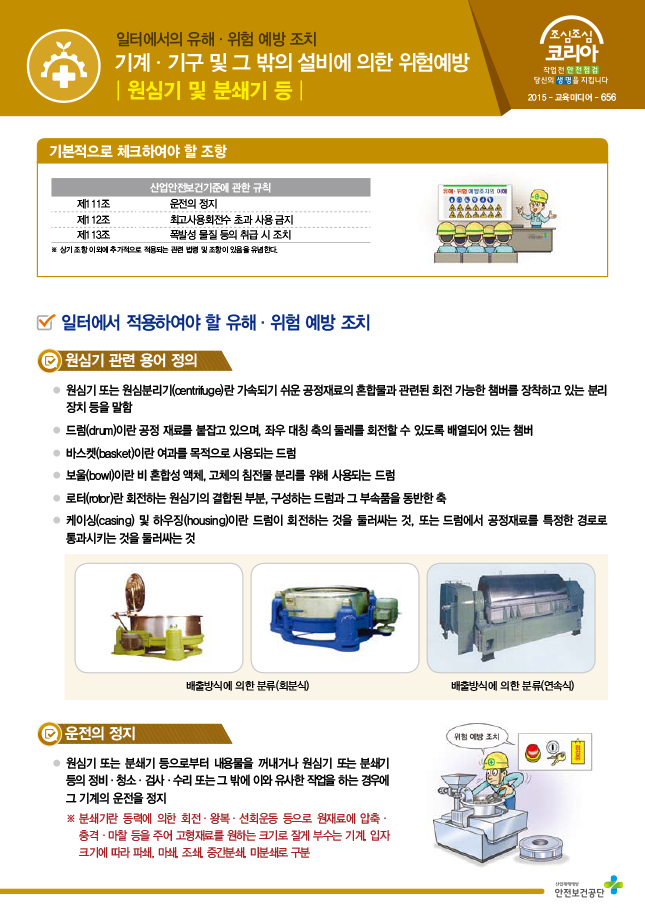 일터에서의 유해 · 위험 예방 조치
기계 · 기구 및 그 밖의 설비에 의한 위험예방
| 원심기 및 분쇄기 등 |
조심조심
코리아
작업전 안전점검
당신의 생명을 지킵니다
2015 - 교육미디어 - 656
기본적으로 체크하여야 할 조항
산업안전보건기준에 관한 규칙
제111조 운전의 정지
제112조 최고사용회전수 초과 사용 금지
제113조 폭발성 물질 등의 취급 시 조치
※ 상기 조항 이외에 추가적으로 적용되는 관련 법령 및 조항이 있음을 유념한다.
유해·위험 예방조치의 이해
일터에서 적용하여야 할 유해 · 위험 예방 조치
원심기 관련 용어 정의
원심기 또는 원심분리기(centrifuge)란 가속되기 쉬운 공정재료의 혼합물과 관련된 회전 가능한 챔버를 장착하고 있는 분리
장치 등을 말함
드럼(drum)이란 공정 재료를 붙잡고 있으며, 좌우 대칭 축의 둘레를 회전할 수 있도록 배열되어 있는 챔버
바스켓(basket)이란 여과를 목적으로 사용되는 드럼
보울(bowl)이란 비 혼합성 액체, 고체의 침전물 분리를 위해 사용되는 드럼
로터(rotor)란 회전하는 원심기의 결합된 부분, 구성하는 드럼과 그 부속품을 동반한 축
케이싱(casing) 및 하우징(housing)이란 드럼이 회전하는 것을 둘러싸는 것, 또는 드럼에서 공정재료를 특정한 경로로
통과시키는 것을 둘러싸는 것
배출방식에 의한 분류(회분식)
배출방식에 의한 분류(연속식)
운전의 정지
원심기 또는 분쇄기 등으로부터 내용물을 꺼내거나 원심기 또는 분쇄기
등의 정비 · 청소 · 검사 · 수리 또는 그 밖에 이와 유사한 작업을 하는 경우에
그 기계의 운전을 정지
※ 분쇄기란 동력에 의한 회전 · 왕복 · 선회운동 등으로 원재료에 압축 ·
충격 · 마찰 등을 주어 고형재료를 원하는 크기로 잘게 부수는 기계, 입자
크기에 따라 파쇄, 마쇄, 조쇄, 중간분쇄, 미분쇄로 구분
위험 예방 조치
산업재해예방
안전보건공단